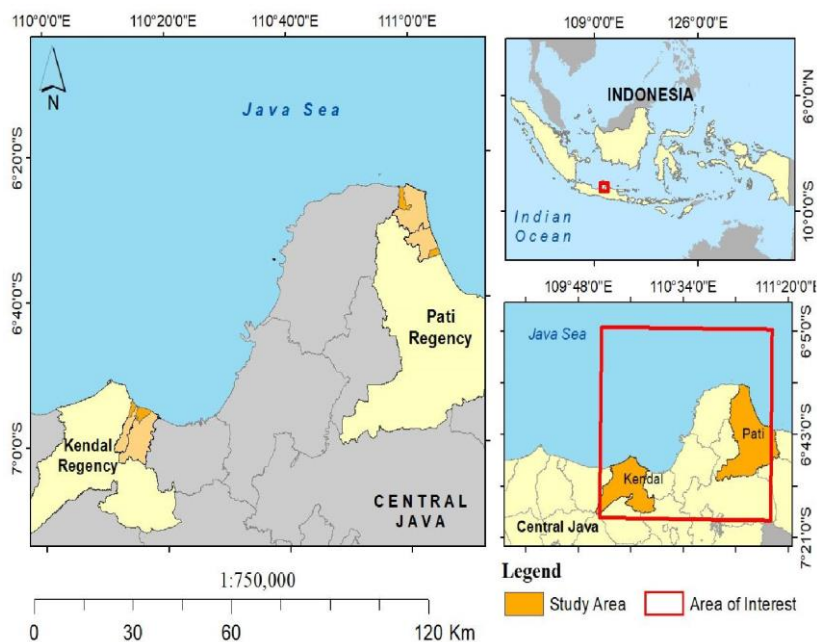 110°0'0"E 110°20'0"E 110°40'0"E 111°0'0"E
6°20'0"S
6°40'0"S
7°0'0"S
N
Java Sea
Pati
Regency
Kendal
Regency
CENTRAL
JAVA
1:750,000
0 30 60 120 Km
109°0'0"E 126°0'0"E
6°0'0"N
10°0'0"S
INDONESIA
Indian
Ocean
109°48'0"E 110°34'0"E 111°20'0"E
6°5'0"S
6°43'0"S
7°21'0"S
Java Sea
Pati
Kendal
Central Java
Legend
Study Area Area of Interest